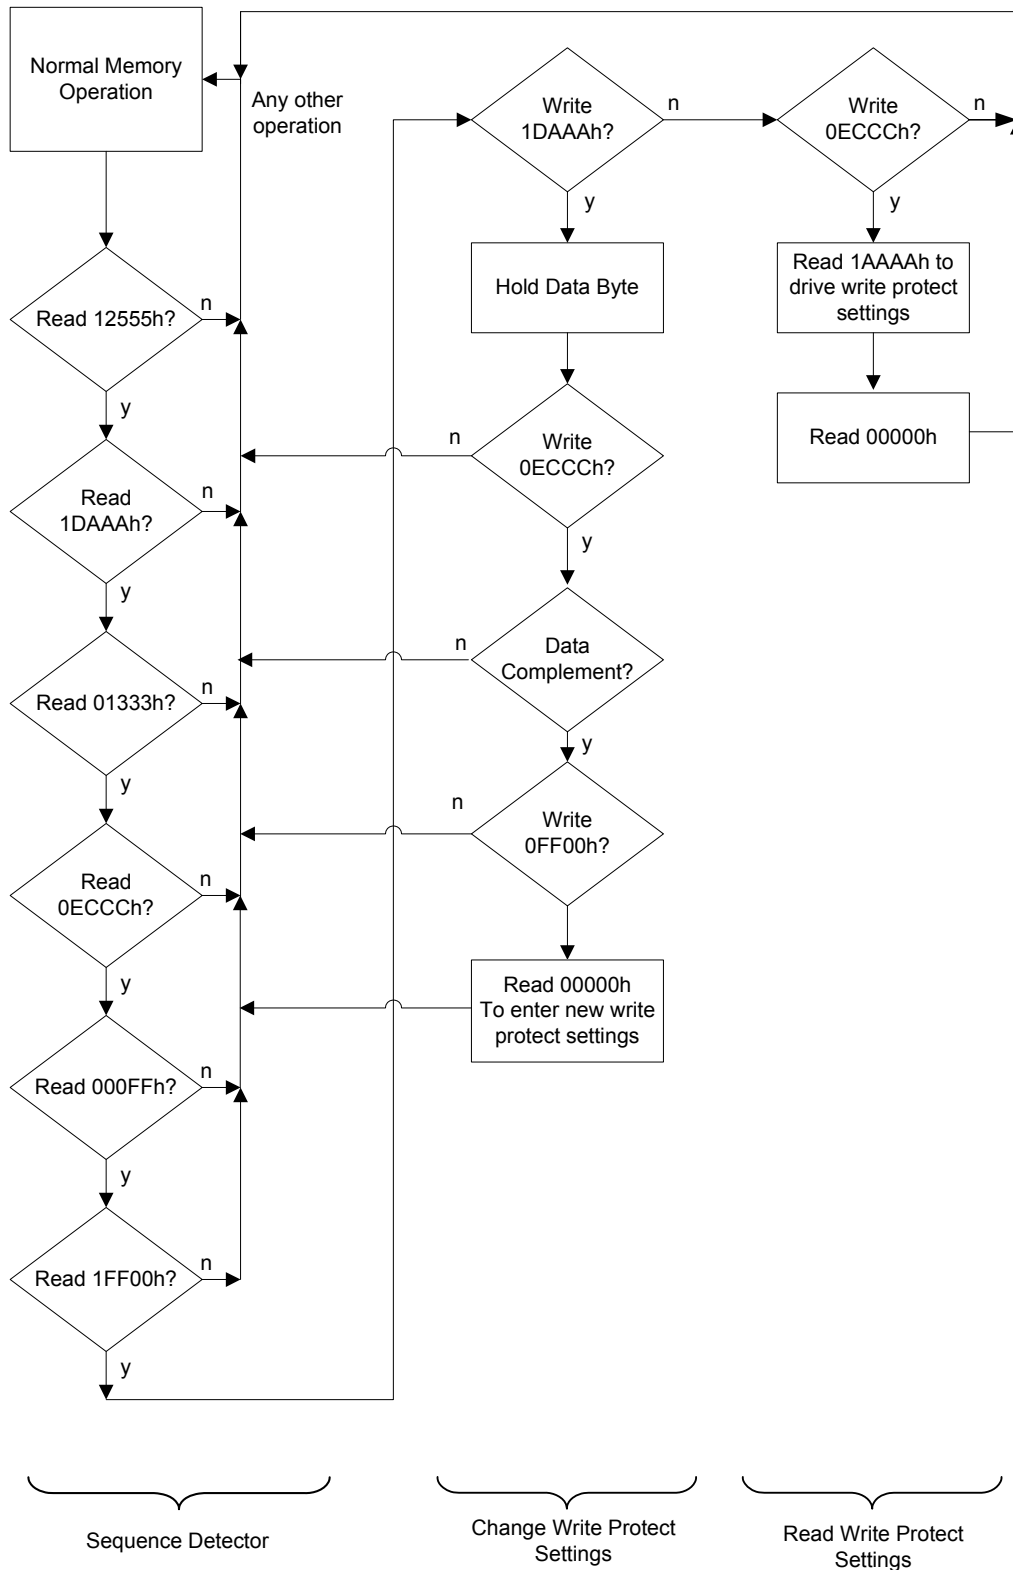 Normal Memory
Operation
Any other
operation
Read 12555h?
n
y
Read
1DAAAh?
n
y
Read 01333h?
n
y
Read
0ECCCh?
n
y
Read 000FFh?
n
y
Read 1FF00h?
n
y
Sequence Detector
Write
1DAAAh?
n
y
Hold Data Byte
Write
0ECCCh?
n
y
Data
Complement?
n
y
Write
0FF00h?
n
Read 00000h
To enter new write
protect settings
Change Write Protect
Settings
Write
0ECCCh?
n
y
Read 1AAAAh to
drive write protect
settings
Read 00000h
Read Write Protect
Settings